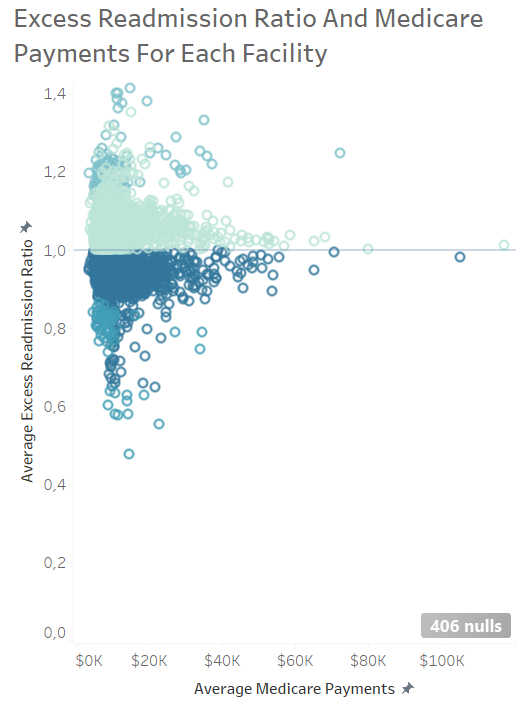 Excess Readmission Ratio And Medicare
Payments For Each Facility
1,4
1,2
1,0
0,8
0,6
0,4
0,2
0,0
Average Excess Readmission Ratio
406 nulls
$0K $20K $40K $60K $80K $100K
Average Medicare Payments